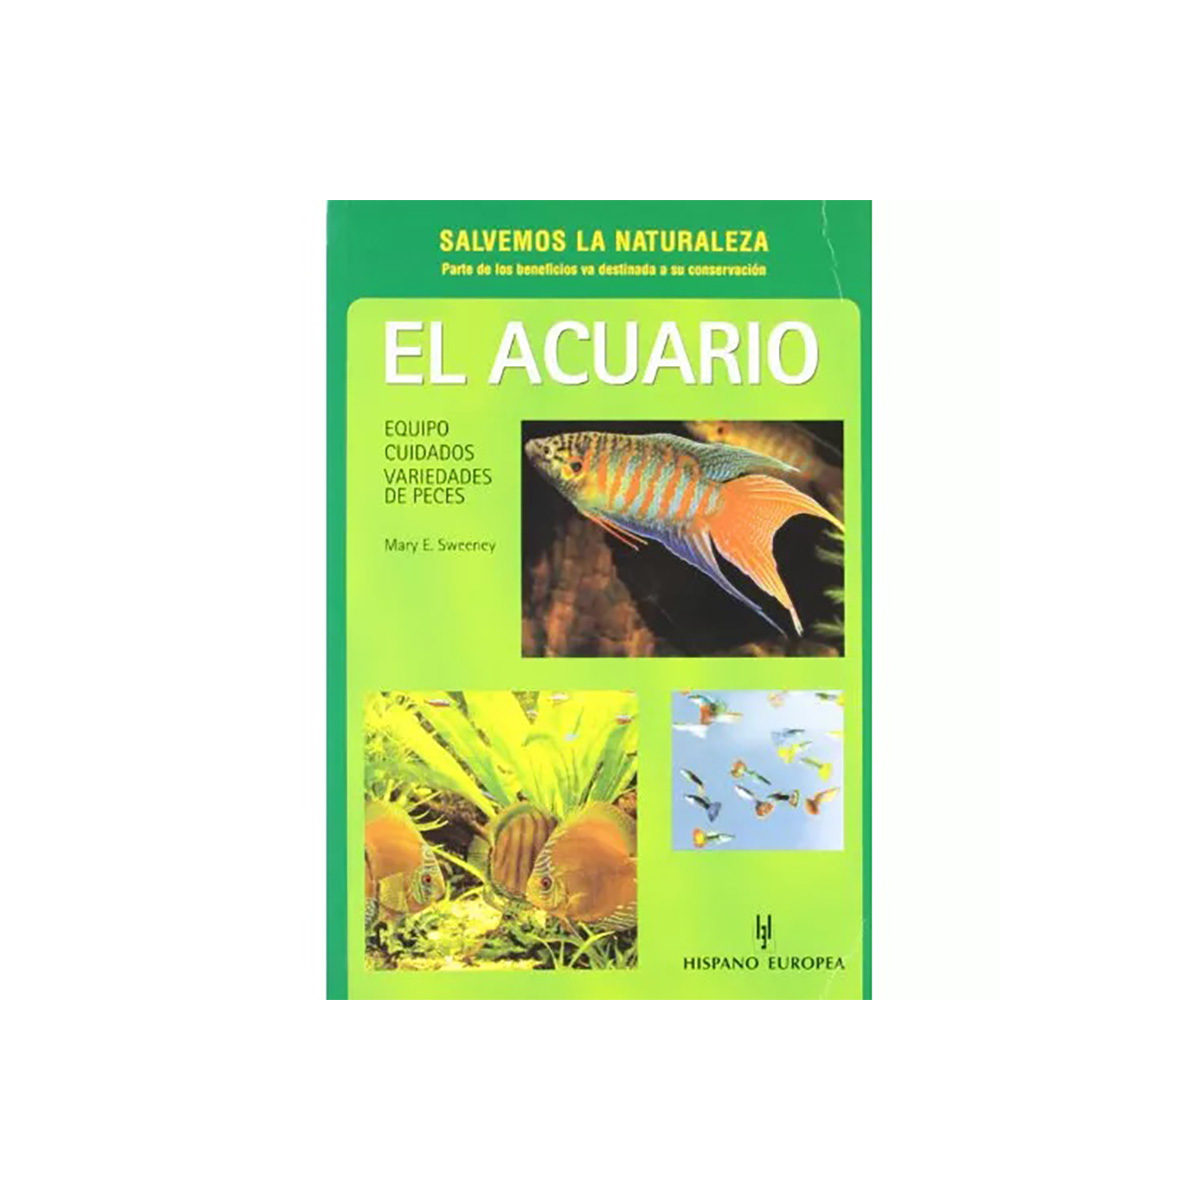 SALVEMOS LA NATURALEZA
Parte de los beneficios va destinada a su conservación
EL ACUARIO
EQUIPO
CUIDADOS
VARIEDADES
DE PECES
Mary E. Sweeney
HISPANO EUROPEA